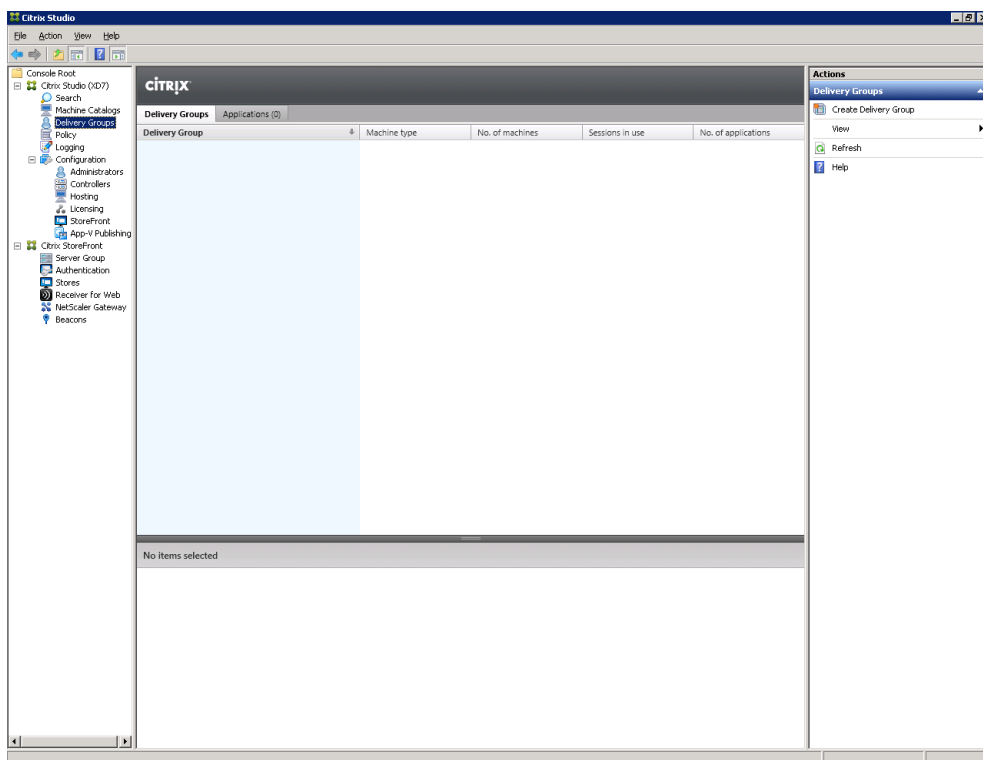 Citrix Studio
File Action View Help
Console Root
Citrix Studio (XD7)
Search
Machine Catalogs
Delivery Groups
Policy
Logging
Configuration
Administrators
Controllers
Hosting
Licensing
StoreFront
App-V Publishing
Citrix StoreFront
Server Group
Authentication
Stores
Receiver for Web
NetScaler Gateway
Beacons
CITRIX
Delivery Groups Applications (0)
Delivery Group Machine type No. of machines Sessions in use No. of applications
No items selected
Actions
Delivery Groups
Create Delivery Group
View
Refresh
Help